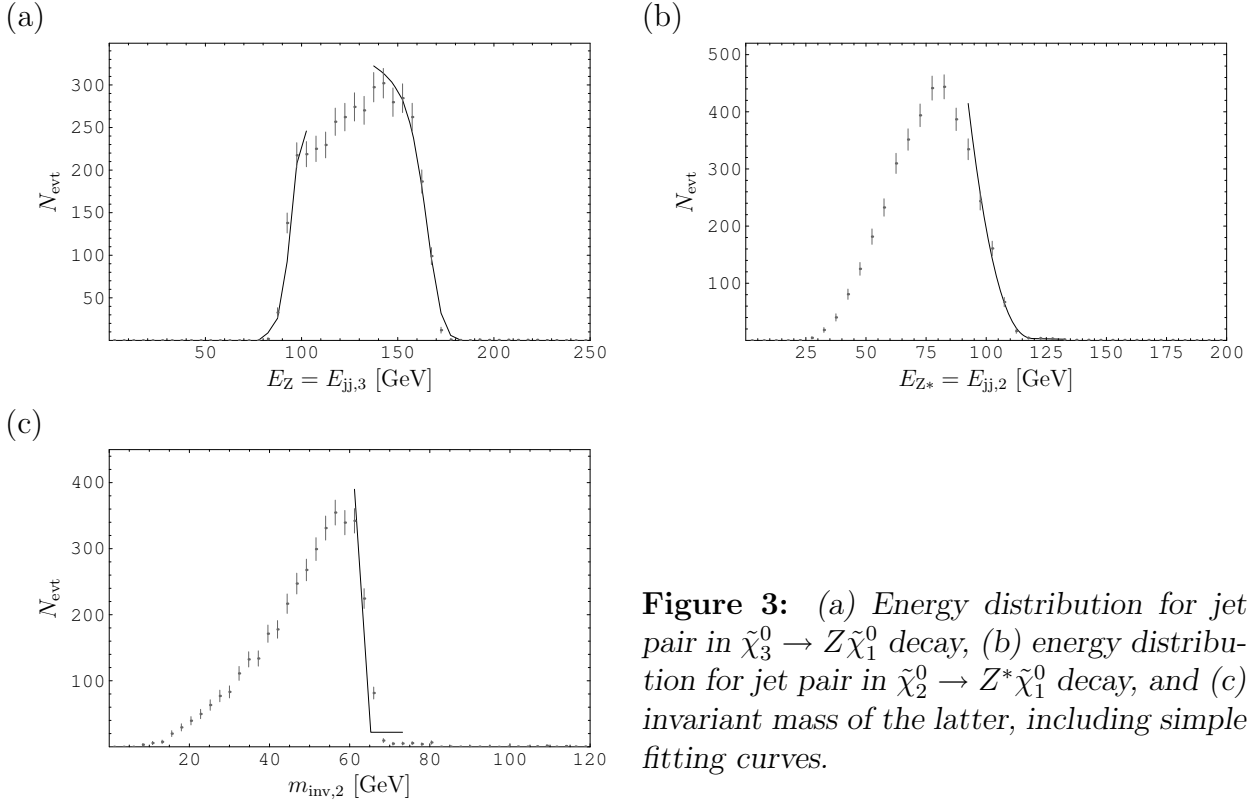 (a)
300
250
200
150
100
50
N_evt
50 100 150 200 250
E_Z = E_jj,3 [GeV]
(b)
500
400
300
200
100
N_evt
25 50 75 100 125 150 175 200
E_Z* = E_jj,2 [GeV]
(c)
400
300
200
100
N_evt
20 40 60 80 100 120
m_inv,2 [GeV]
Figure 3: (a) Energy distribution for jet
pair in χ̃⁰₃ → Zχ̃⁰₁ decay, (b) energy distribu-
tion for jet pair in χ̃⁰₂ → Z*χ̃⁰₁ decay, and (c)
invariant mass of the latter, including simple
fitting curves.